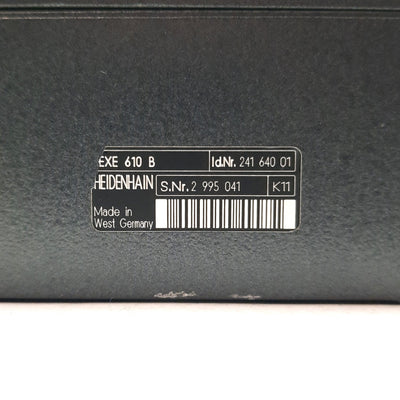 EXE 610 B Id.Nr. 241 640 01
HEIDENHAIN S.Nr. 2 995 041 K11
Made in
West Germany